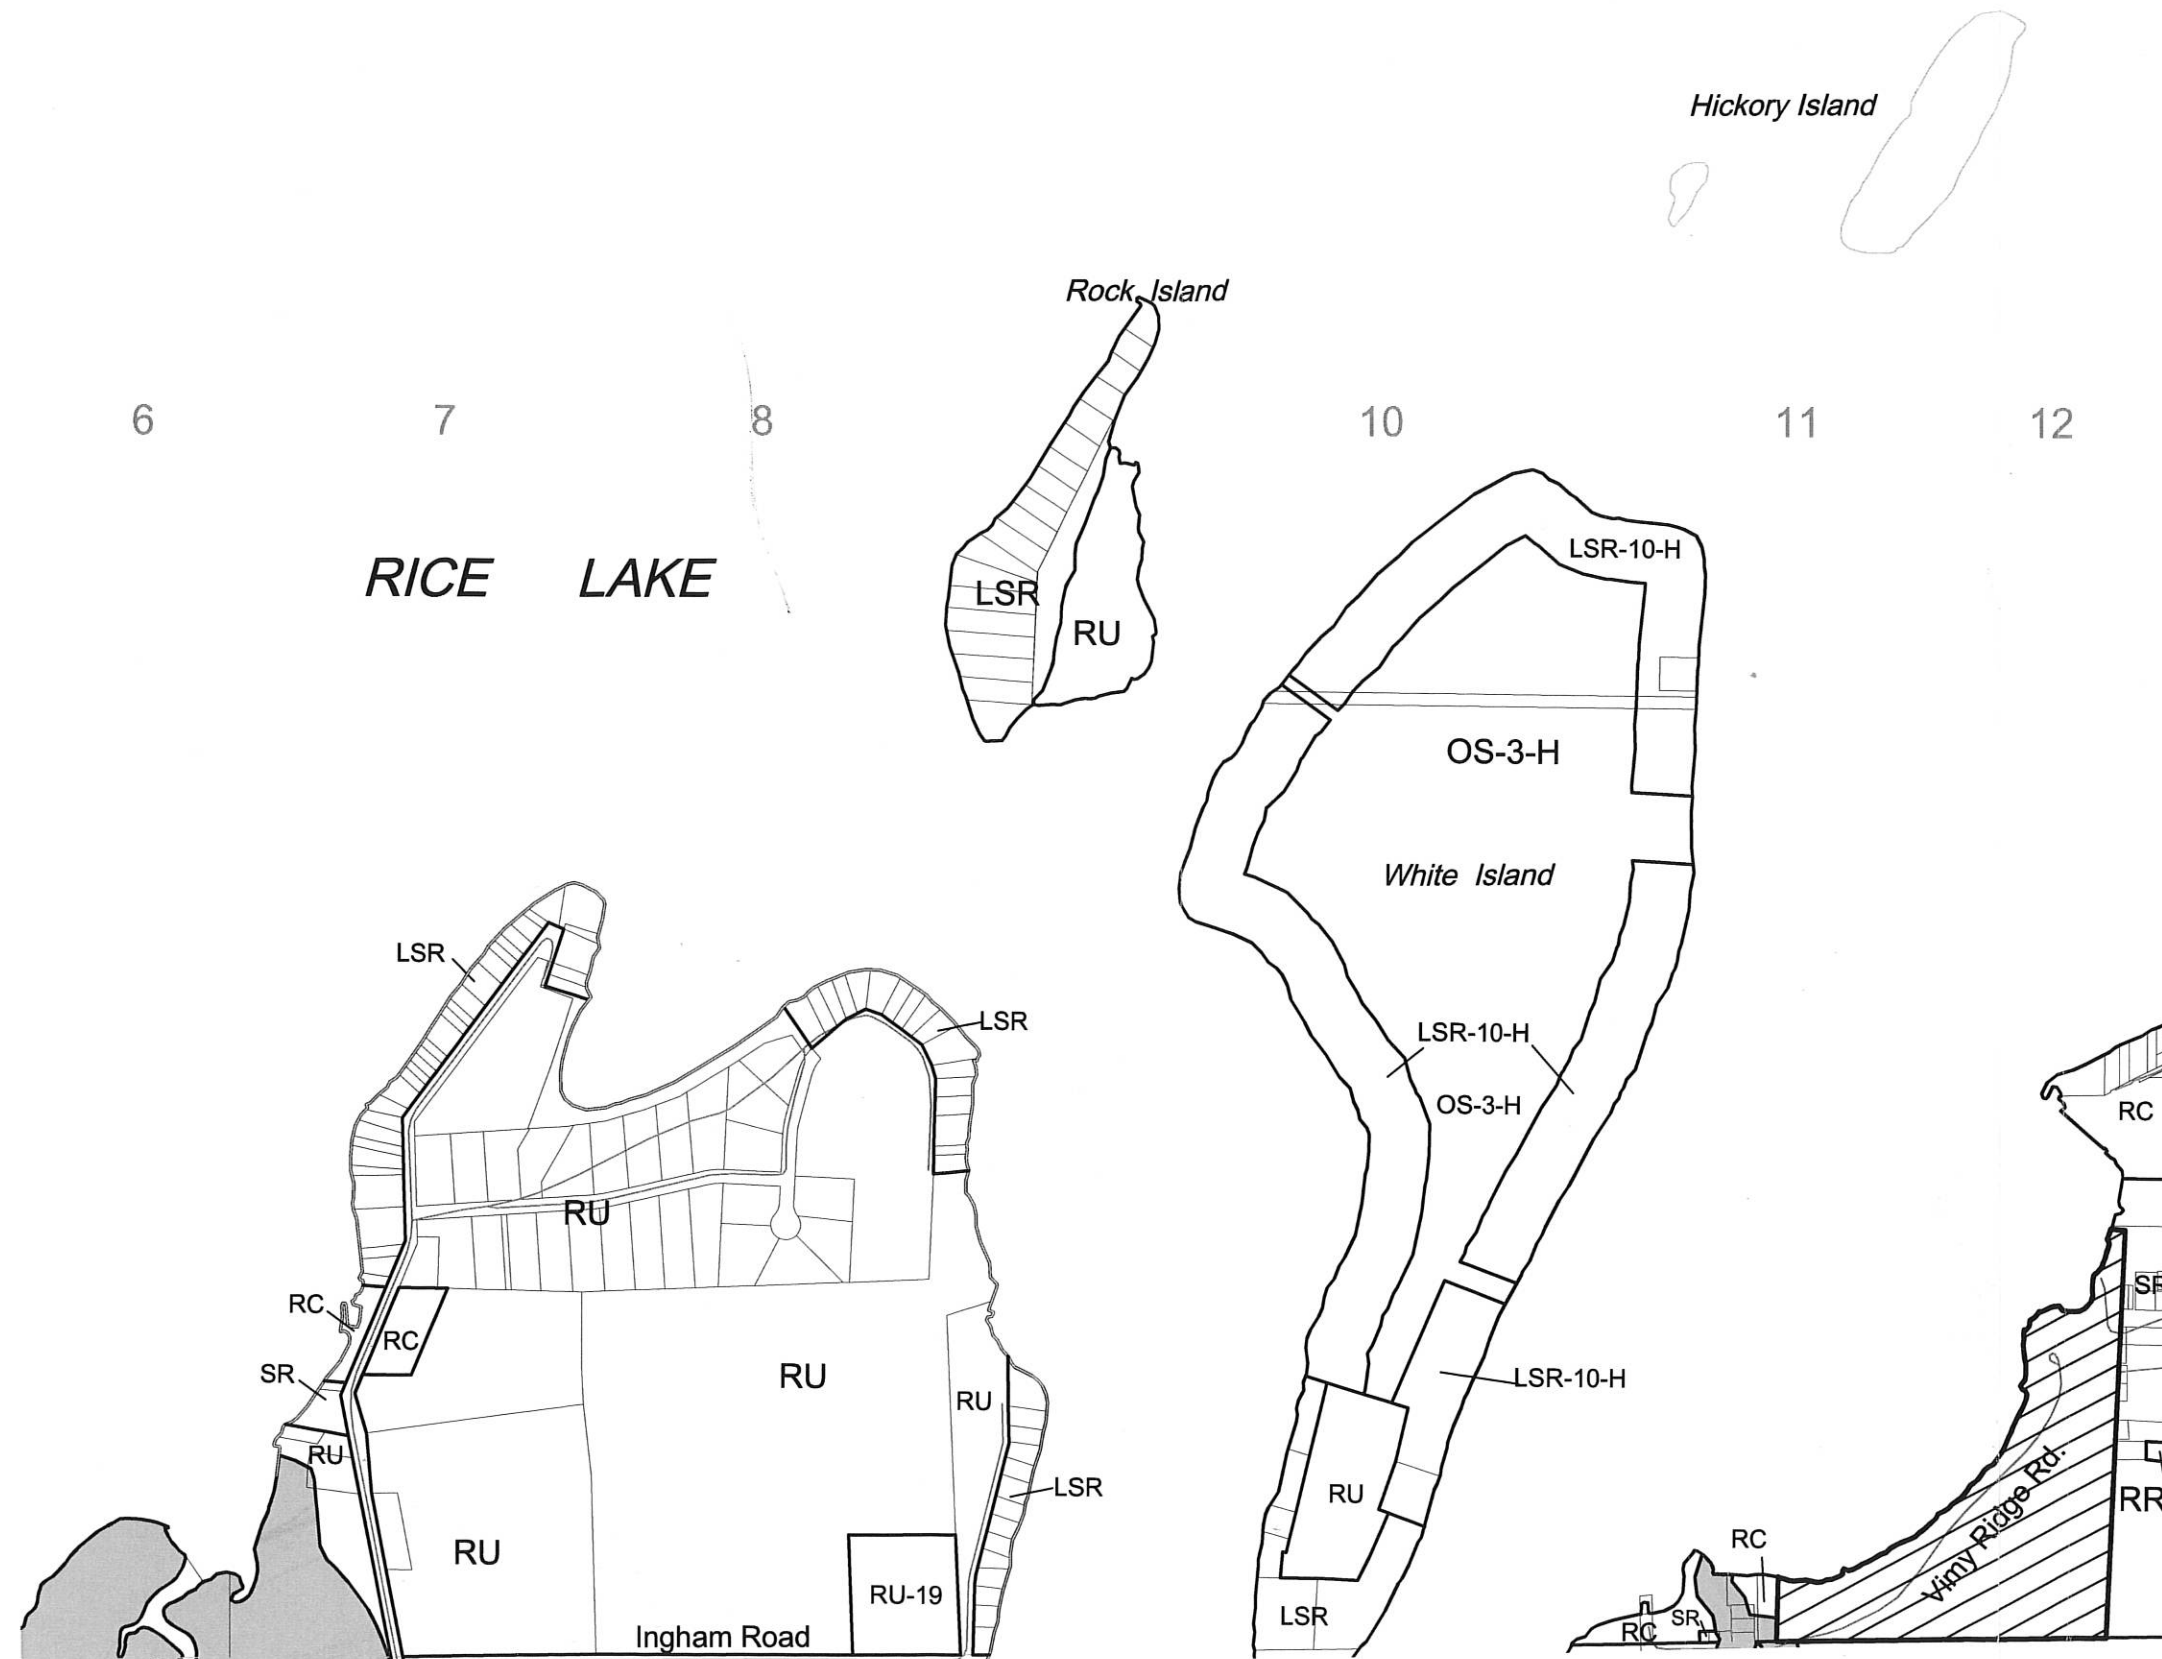 Hickory Island
Rock Island
6 7 8 10 11 12
LSR-10-H
RICE LAKE
LSR
RU
OS-3-H
White Island
LSR
LSR
LSR-10-H
OS-3-H
RC
RU
SR
RC
RC
SR
RU
RU
LSR-10-H
RU
LSR
RU
RR
Vimy Ridge Rd.
RC
RU
RU-19
LSR
SR
RC
Ingham Road